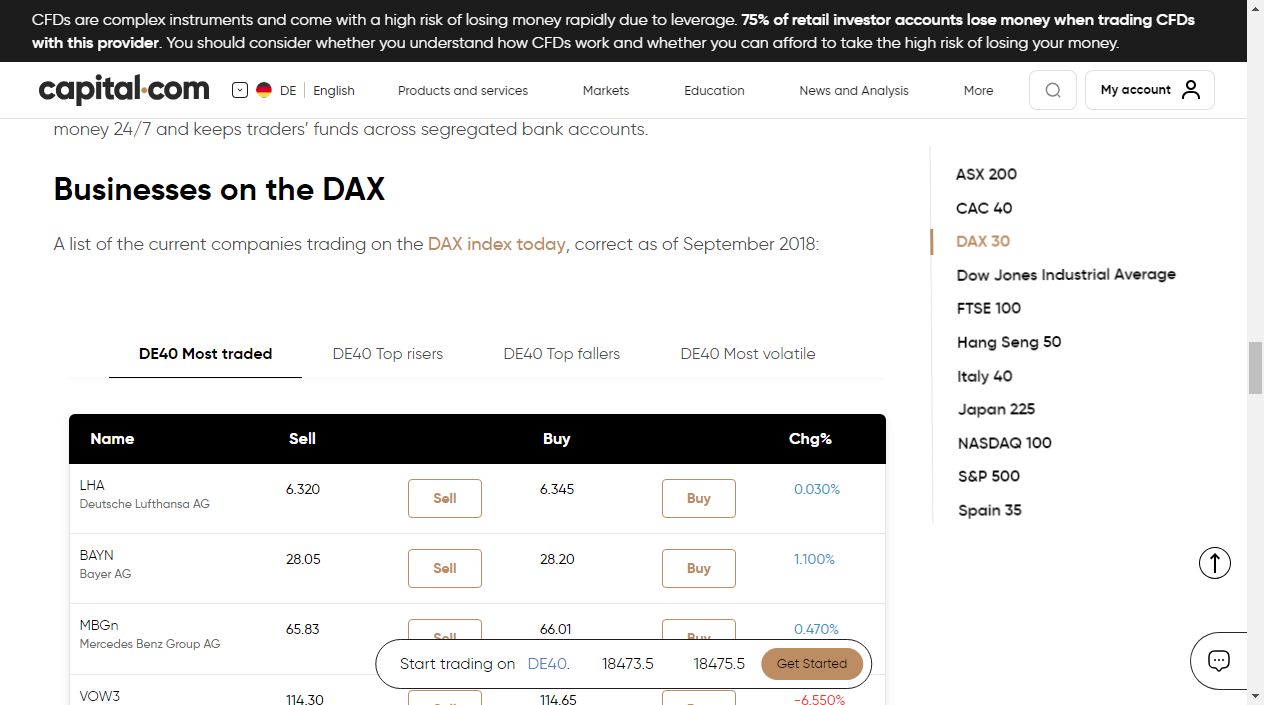 CFDs are complex instruments and come with a high risk of losing money rapidly due to leverage. 75% of retail investor accounts lose money when trading CFDs
with this provider. You should consider whether you understand how CFDs work and whether you can afford to take the high risk of losing your money.
capital.com
DE English Products and services Markets Education News and Analysis More My account
money 24/7 and keeps traders’ funds across segregated bank accounts.
Businesses on the DAX
A list of the current companies trading on the DAX index today, correct as of September 2018:
DE40 Most traded DE40 Top risers DE40 Top fallers DE40 Most volatile
Name Sell Buy Chg%
LHA 6.320 Sell 6.345 Buy 0.030%
Deutsche Lufthansa AG
BAYN 28.05 Sell 28.20 Buy 1.100%
Bayer AG
MBGn 65.83 Sell 66.01 Buy 0.470%
Mercedes Benz Group AG
Start trading on DE40. 18473.5 18475.5 Get Started
VOW3 114.30 114.65 -6.550%
ASX 200
CAC 40
DAX 30
Dow Jones Industrial Average
FTSE 100
Hang Seng 50
Italy 40
Japan 225
NASDAQ 100
S&P 500
Spain 35